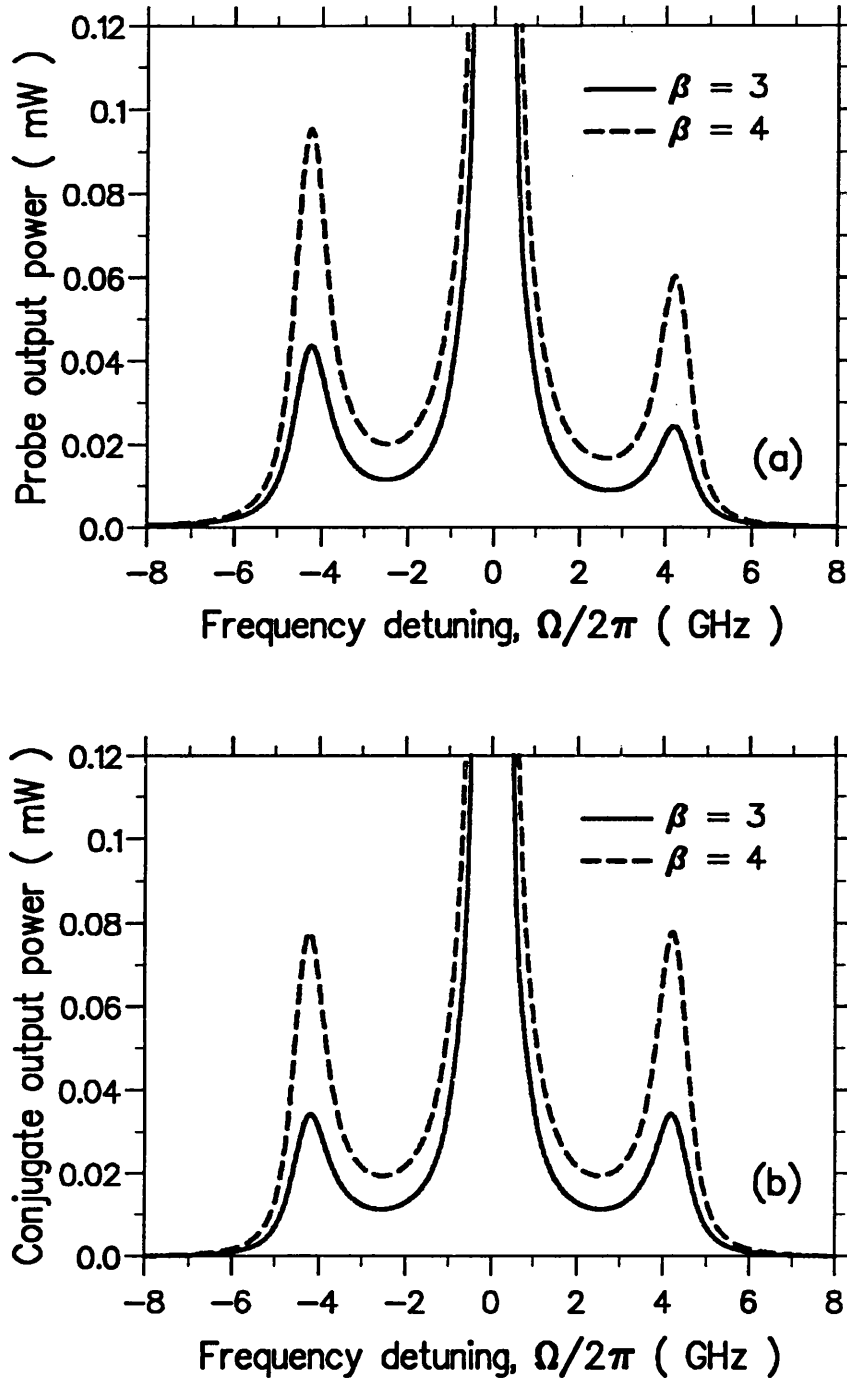 0.12
0.1
0.08
0.06
0.04
0.02
0.0
Probe output power ( mW )
β = 3
β = 4
(a)
−8 −6 −4 −2 0 2 4 6 8
Frequency detuning, Ω/2π ( GHz )
0.12
0.1
0.08
0.06
0.04
0.02
0.0
Conjugate output power ( mW )
β = 3
β = 4
(b)
−8 −6 −4 −2 0 2 4 6 8
Frequency detuning, Ω/2π ( GHz )